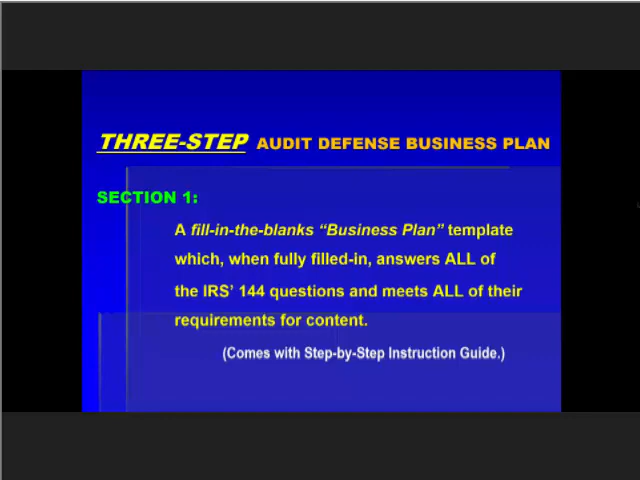 THREE-STEP AUDIT DEFENSE BUSINESS PLAN
SECTION 1:
A fill-in-the-blanks “Business Plan” template
which, when fully filled-in, answers ALL of
the IRS’ 144 questions and meets ALL of their
requirements for content.
(Comes with Step-by-Step Instruction Guide.)